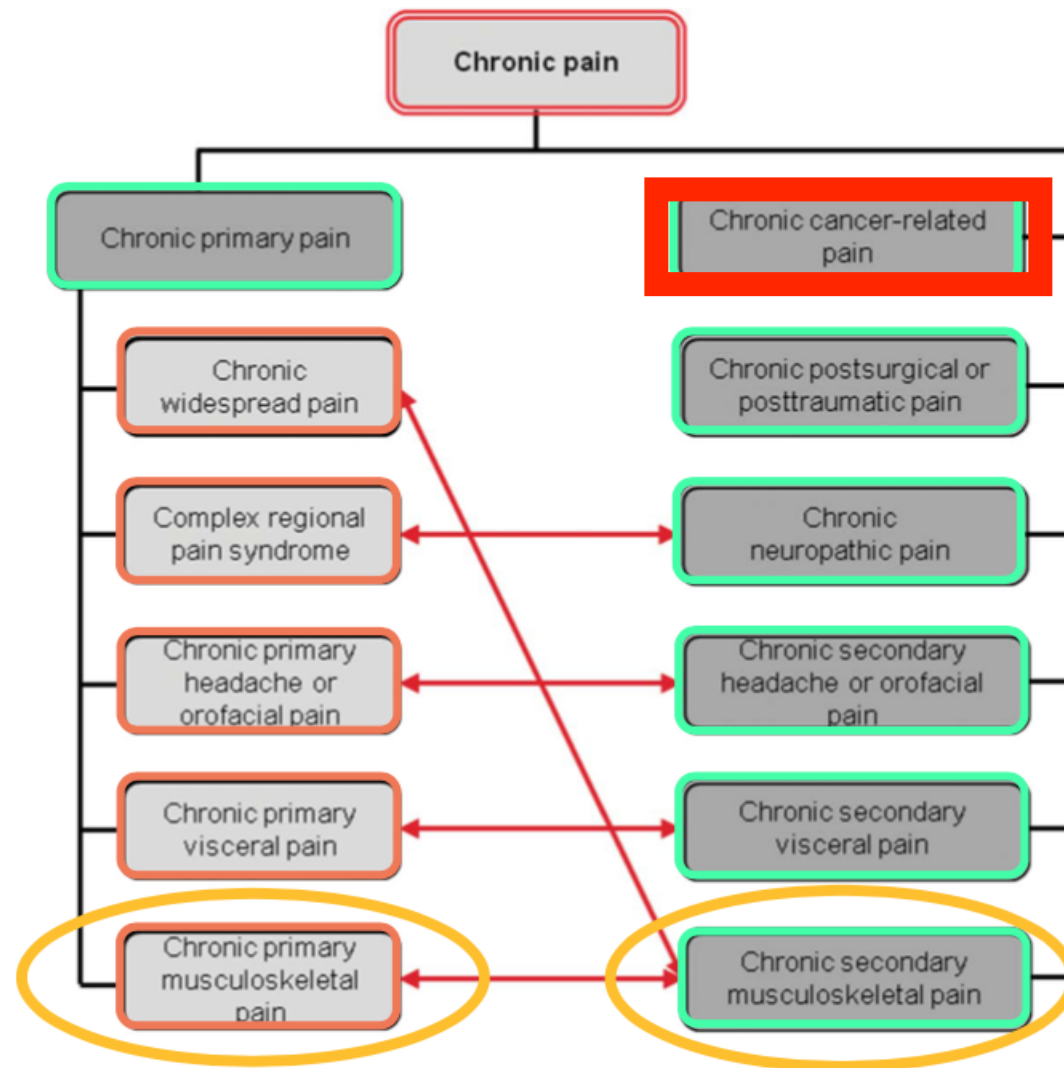 Chronic pain
Chronic primary pain
Chronic
widespread pain
Complex regional
pain syndrome
Chronic primary
headache or
orofacial pain
Chronic primary
visceral pain
Chronic primary
musculoskeletal
pain
Chronic cancer-related
pain
Chronic postsurgical or
posttraumatic pain
Chronic
neuropathic pain
Chronic secondary
headache or orofacial
pain
Chronic secondary
visceral pain
Chronic secondary
musculoskeletal pain